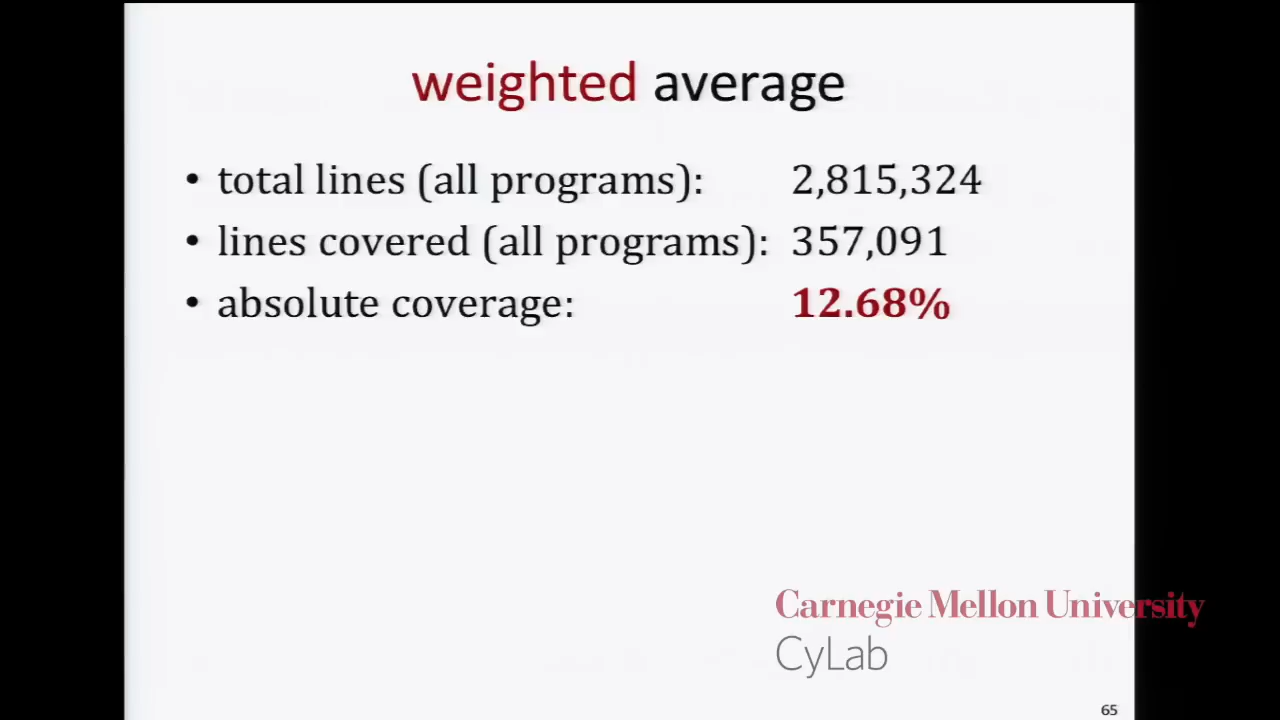 weighted average
• total lines (all programs): 2,815,324
• lines covered (all programs): 357,091
• absolute coverage: 12.68%
Carnegie Mellon University
CyLab
65